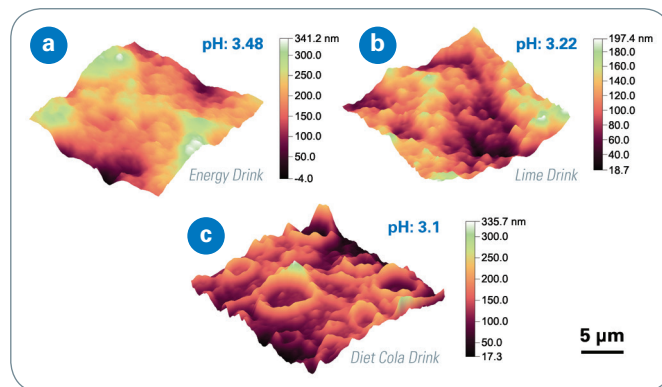 a
pH: 3.48
341.2 nm
300.0
250.0
200.0
150.0
100.0
50.0
-4.0
Energy Drink
b
pH: 3.22
197.4 nm
180.0
160.0
140.0
120.0
100.0
80.0
60.0
40.0
18.7
Lime Drink
c
pH: 3.1
335.7 nm
300.0
250.0
200.0
150.0
100.0
50.0
17.3
Diet Cola Drink
5 µm